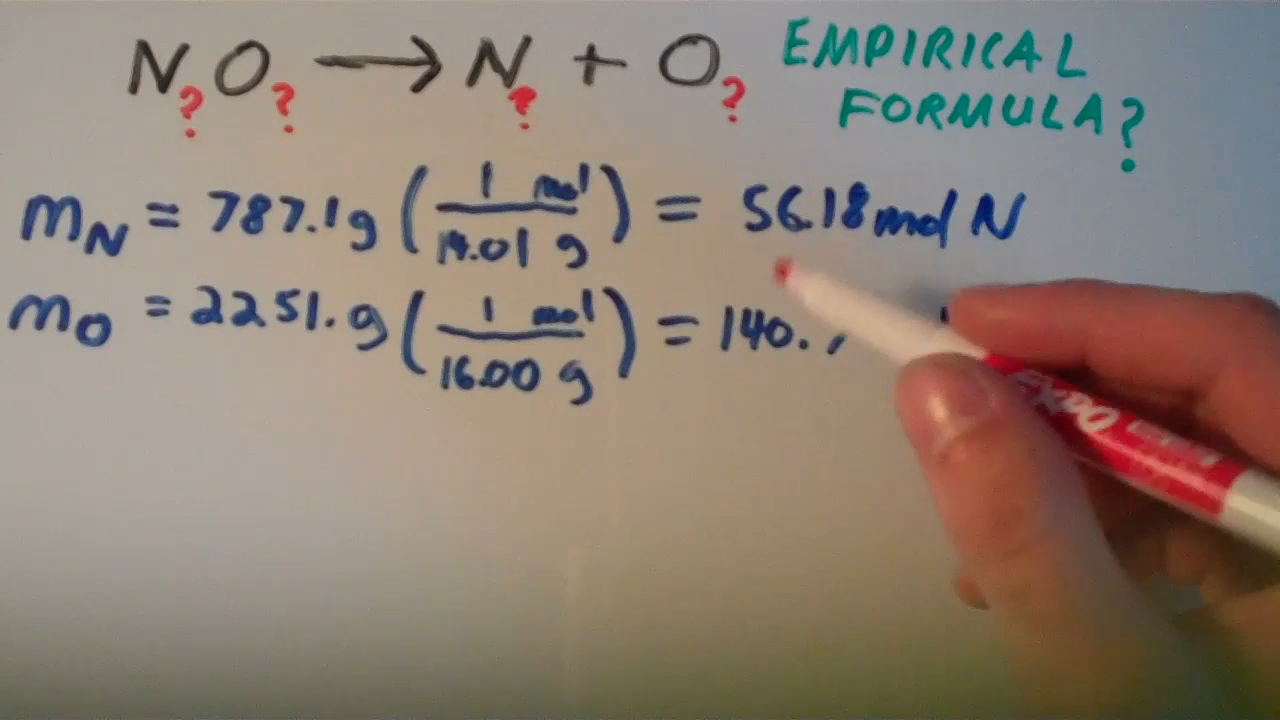 N?O? → N? + O? EMPIRICAL
FORMULA?
mN = 787.1g (1 mol / 14.01 g) = 56.18 mol N
mO = 2251.g (1 mol / 16.00 g) = 140.7